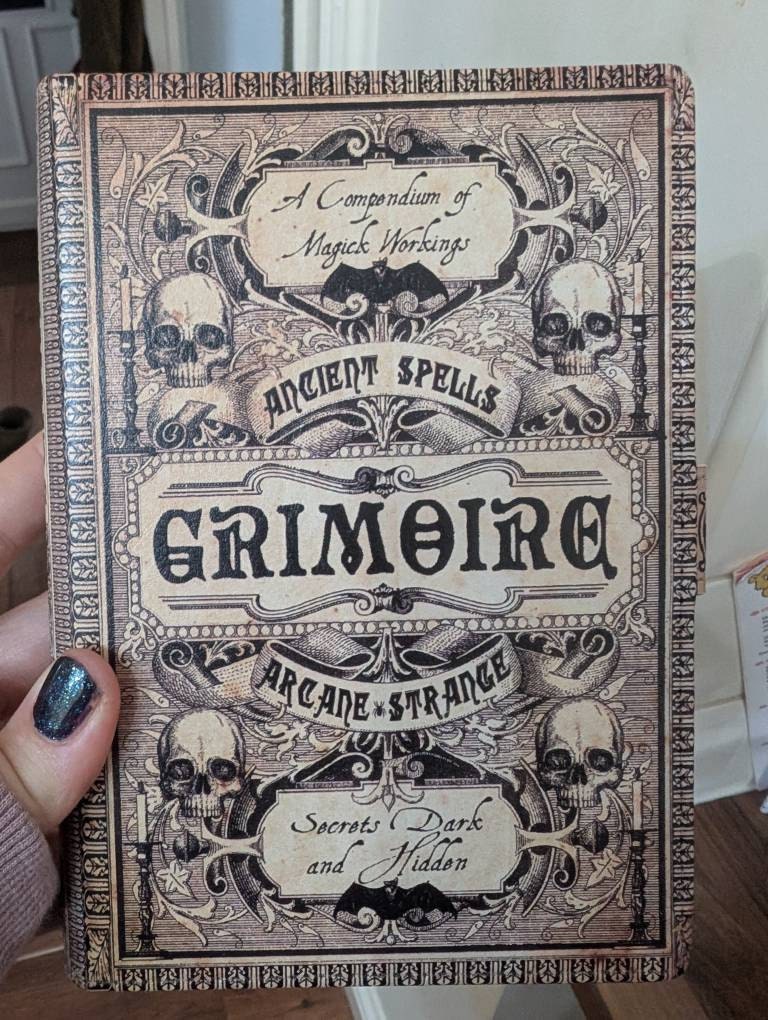 A Compendium of
Magick Workings
ANCIENT SPELLS
GRIMOIRE
ARCANE STRANGE
Secrets Dark
and Hidden